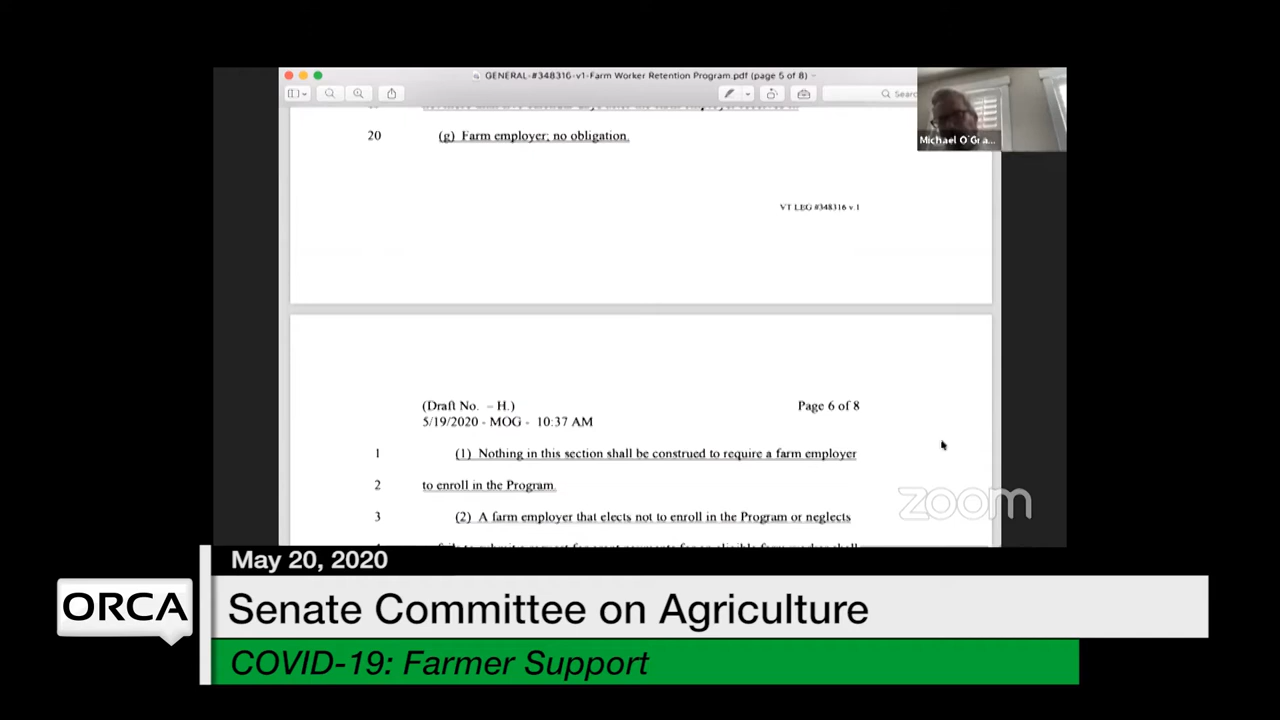 GENERAL-#348316-v1-Farm Worker Retention Program.pdf (page 5 of 8)
Searc
Michael O'Gra...
20 (g) Farm employer; no obligation.
VT LEG #348316 v.1
(Draft No. – H.) Page 6 of 8
5/19/2020 - MOG - 10:37 AM
1 (1) Nothing in this section shall be construed to require a farm employer
2 to enroll in the Program.
3 (2) A farm employer that elects not to enroll in the Program or neglects
zoom
May 20, 2020
ORCA
Senate Committee on Agriculture
COVID-19: Farmer Support